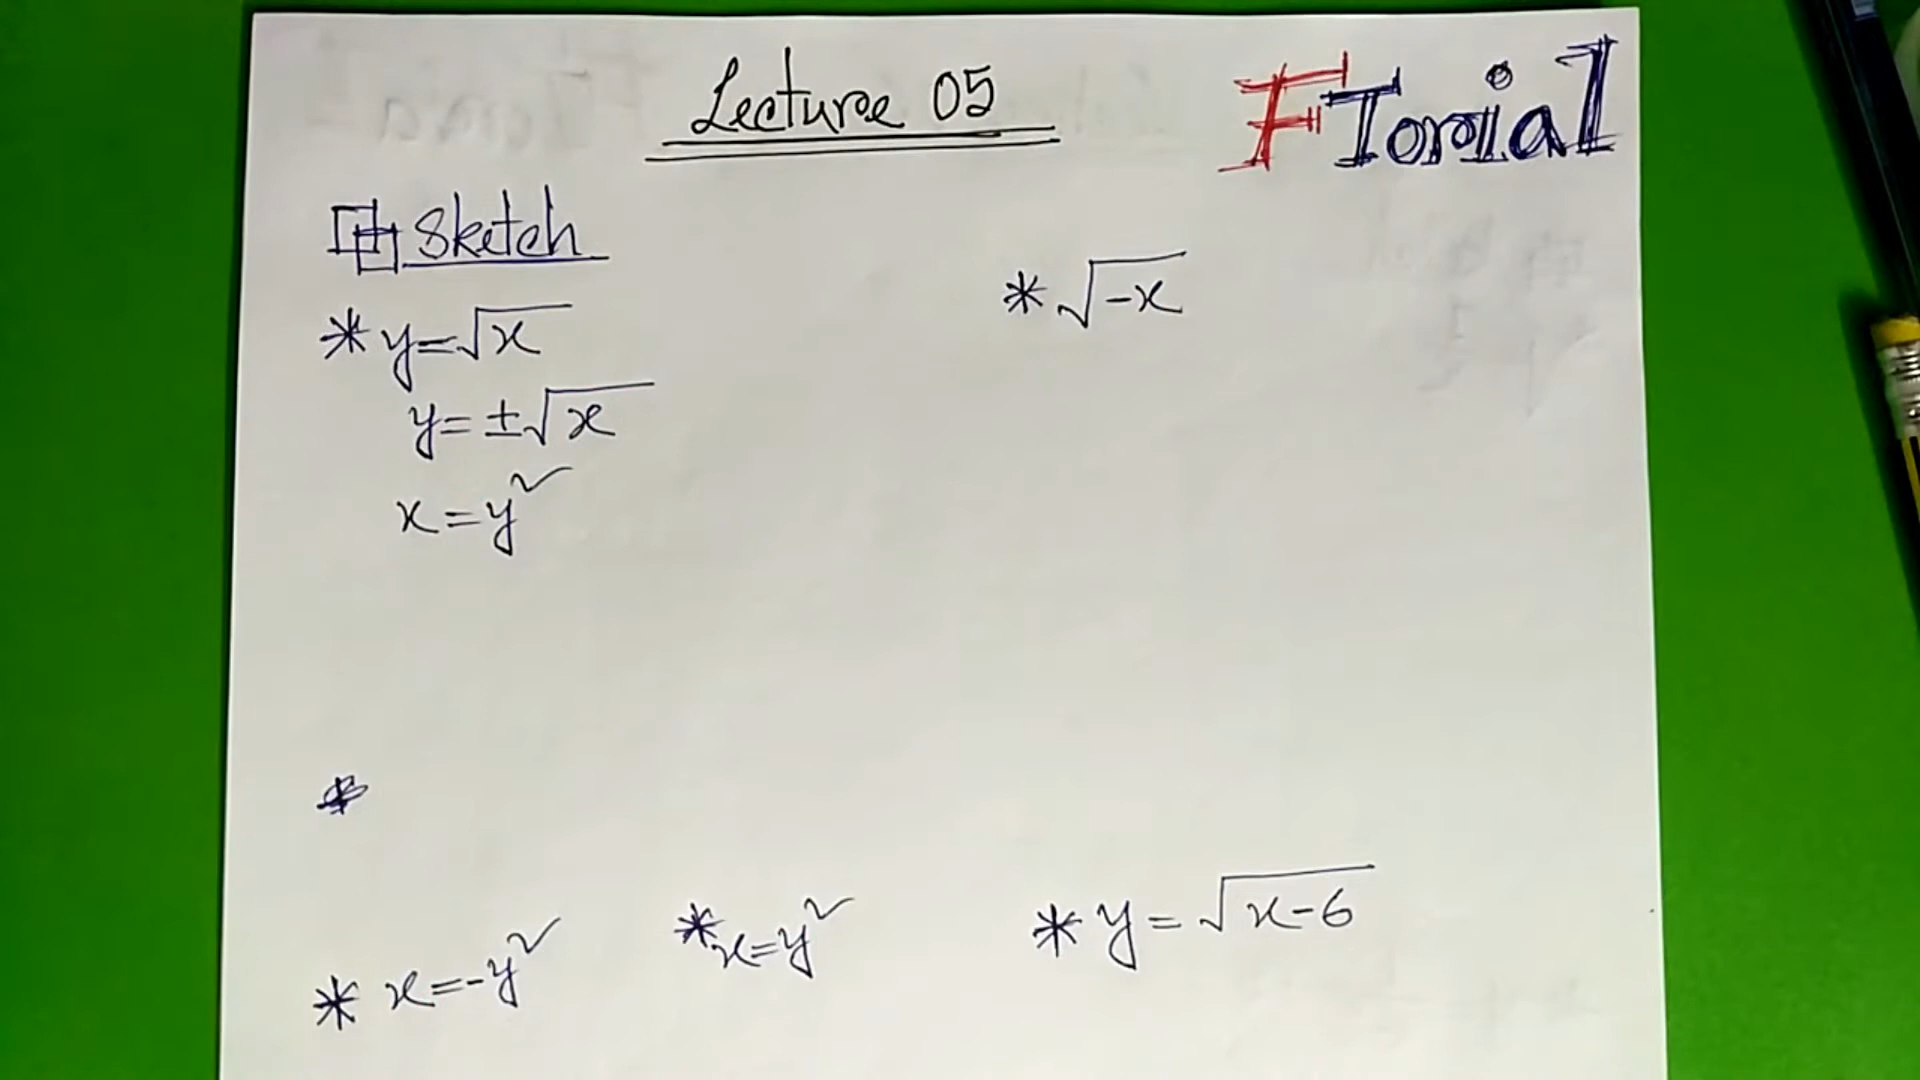 Lecture 05
FTorial
Sketch
* y=√x
y=±√x
x=y²
* √-x
*
* x=-y²
* x=y²
* y=√x-6